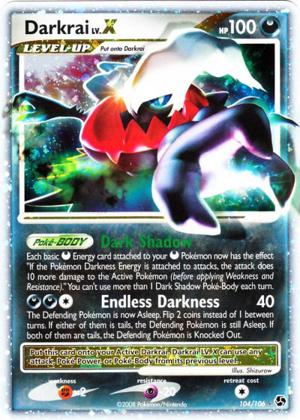 Darkrai LV.X HP 100
LEVEL-UP Put onto Darkrai
Poké-BODY Dark Shadow
Each basic Energy card attached to your Pokémon now has the effect
"If the Pokémon Darkness Energy is attached to attacks, the attack does
10 more damage to the Active Pokémon (before applying Weakness and
Resistance)." You can't use more than 1 Dark Shadow Poké-Body each turn.
Endless Darkness 40
The Defending Pokémon is now Asleep. Flip 2 coins instead of 1 between
turns. If either of them is tails, the Defending Pokémon is still Asleep. If
both of them are tails, the Defending Pokémon is Knocked Out.
Put this card onto your Active Darkrai. Darkrai LV.X can use any
attack, Poké-Power, or Poké-Body from its previous level.
Illus. Shizurow
weakness resistance retreat cost
©2008 Pokémon/Nintendo 104/106